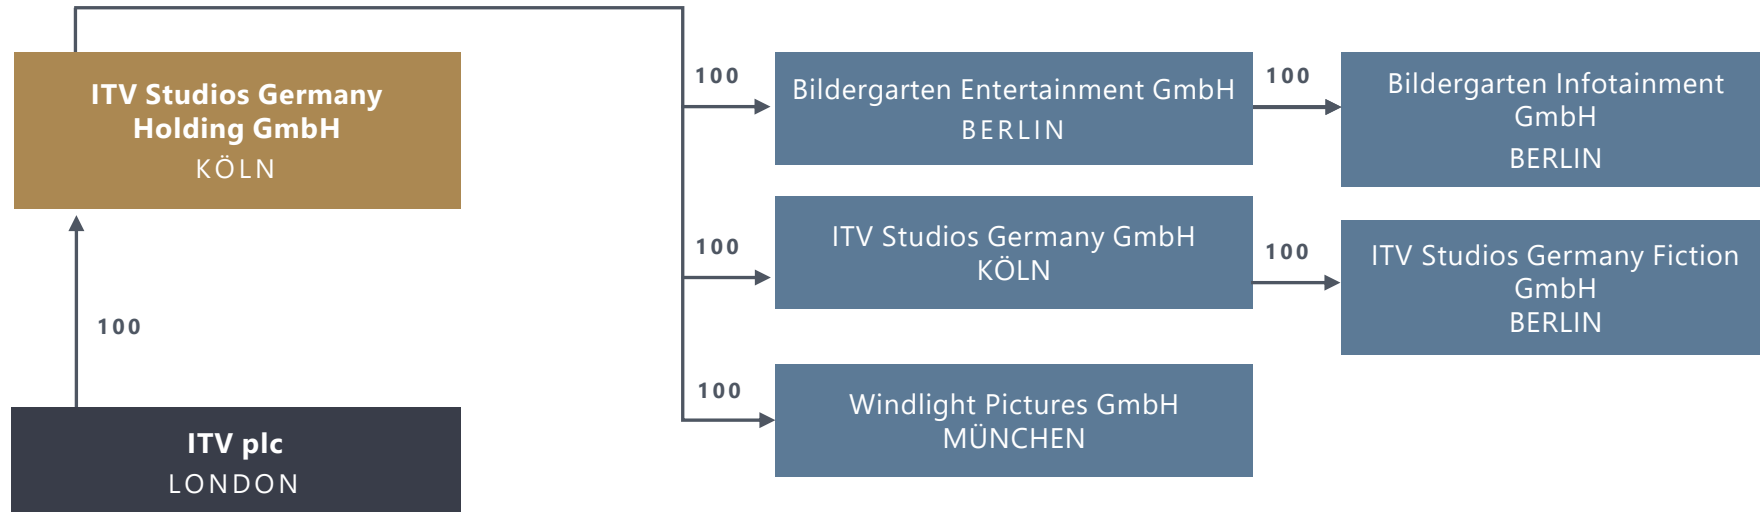 ITV Studios Germany
Holding GmbH
KÖLN
100
ITV plc
LONDON
100
Bildergarten Entertainment GmbH
BERLIN
100
Bildergarten Infotainment
GmbH
BERLIN
100
ITV Studios Germany GmbH
KÖLN
100
ITV Studios Germany Fiction
GmbH
BERLIN
100
Windlight Pictures GmbH
MÜNCHEN